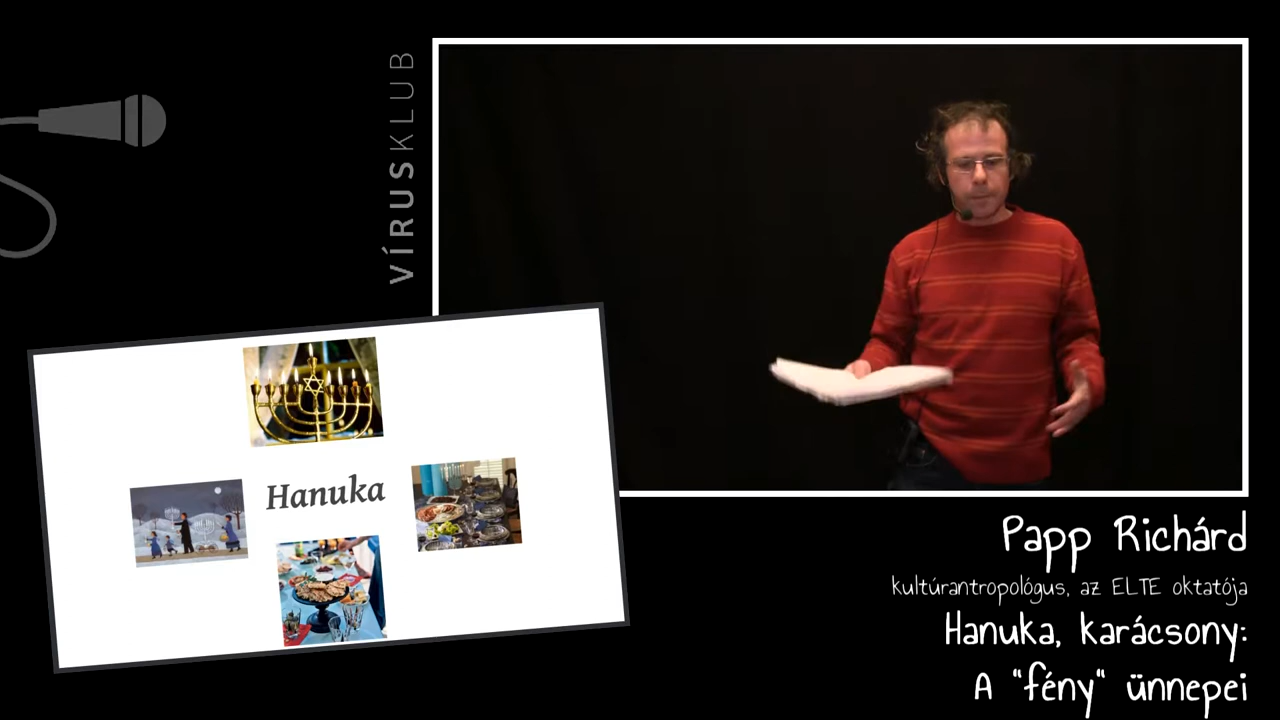 VÍRUSKLUB
Hanuka
Papp Richárd
kultúrantropológus, az ELTE oktatója
Hanuka, karácsony:
A "fény" ünnepei